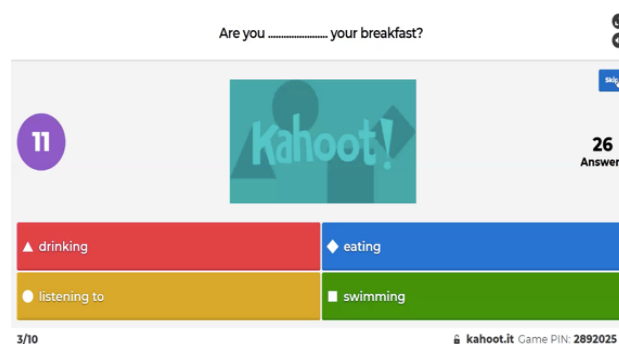 Are you ...................... your breakfast?
Skip
11
Kahoot!
26
Answer
drinking
eating
listening to
swimming
3/10
kahoot.it Game PIN: 2892025